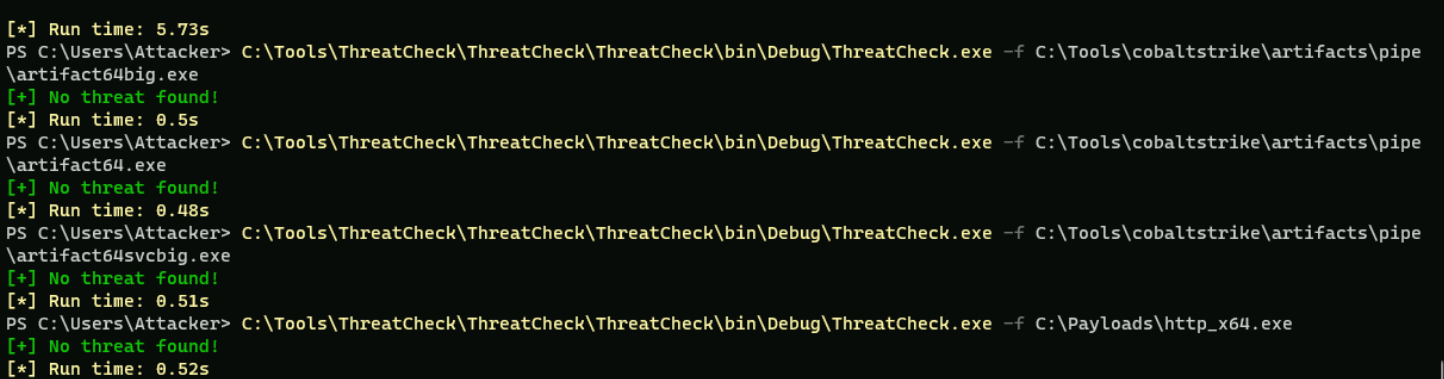 [*] Run time: 5.73s
PS C:\Users\Attacker> C:\Tools\ThreatCheck\ThreatCheck\ThreatCheck\bin\Debug\ThreatCheck.exe -f C:\Tools\cobaltstrike\artifacts\pipe
\artifact64big.exe
[+] No threat found!
[*] Run time: 0.5s
PS C:\Users\Attacker> C:\Tools\ThreatCheck\ThreatCheck\ThreatCheck\bin\Debug\ThreatCheck.exe -f C:\Tools\cobaltstrike\artifacts\pipe
\artifact64.exe
[+] No threat found!
[*] Run time: 0.48s
PS C:\Users\Attacker> C:\Tools\ThreatCheck\ThreatCheck\ThreatCheck\bin\Debug\ThreatCheck.exe -f C:\Tools\cobaltstrike\artifacts\pipe
\artifact64svcbig.exe
[+] No threat found!
[*] Run time: 0.51s
PS C:\Users\Attacker> C:\Tools\ThreatCheck\ThreatCheck\ThreatCheck\bin\Debug\ThreatCheck.exe -f C:\Payloads\http_x64.exe
[+] No threat found!
[*] Run time: 0.52s